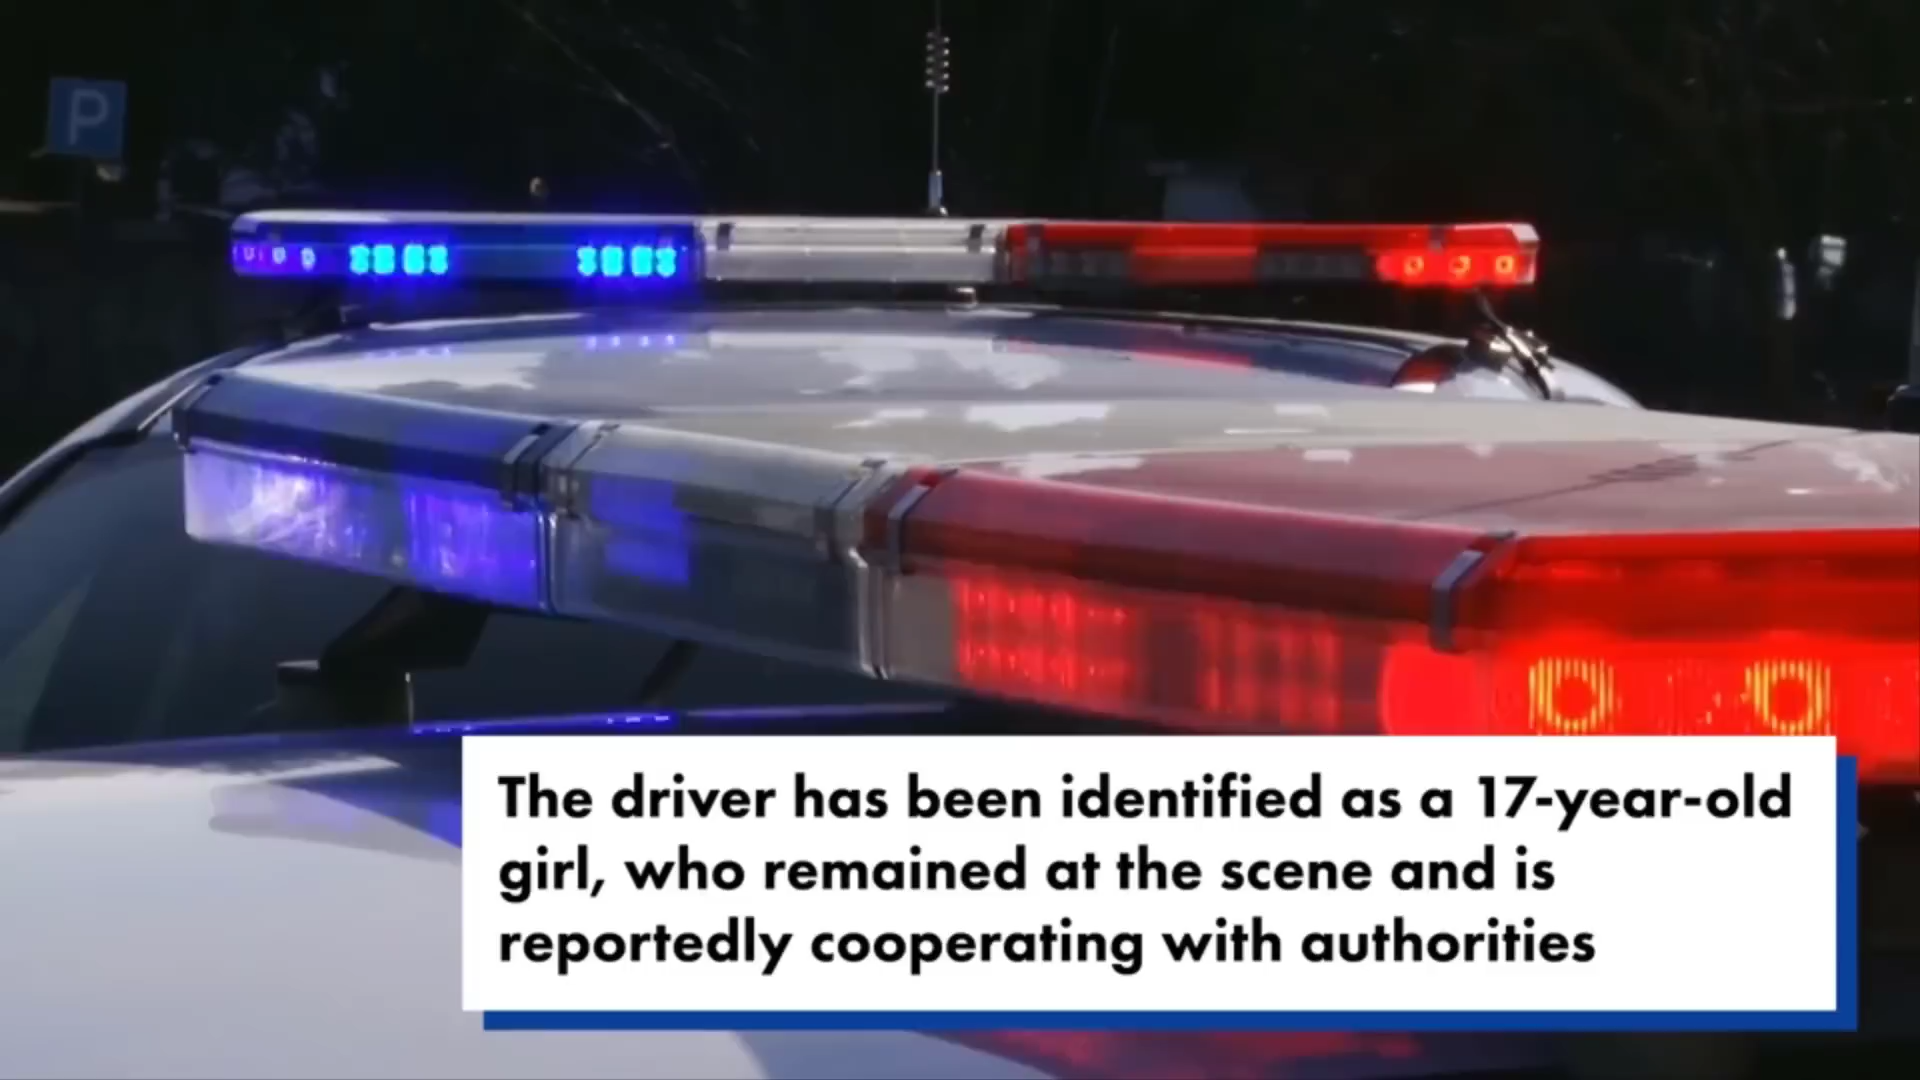 P
The driver has been identified as a 17-year-old
girl, who remained at the scene and is
reportedly cooperating with authorities